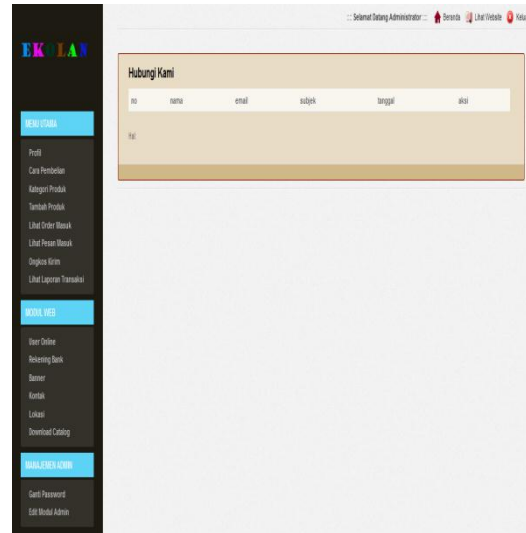 ::: Selamat Datang Administrator ::: Beranda Lihat Website
EKOLAN
Hubungi Kami
no nama email subjek tanggal aksi
Hal:
MENU UTAMA
Profil
Cara Pembelian
Kategori Produk
Tambah Produk
Lihat Order Masuk
Lihat Pesan Masuk
Ongkos Kirim
Lihat Laporan Transaksi
MODUL WEB
User Online
Rekening Bank
Banner
Kontak
Lokasi
Download Catalog
MANAJEMEN ADMIN
Ganti Password
Edit Modul Admin